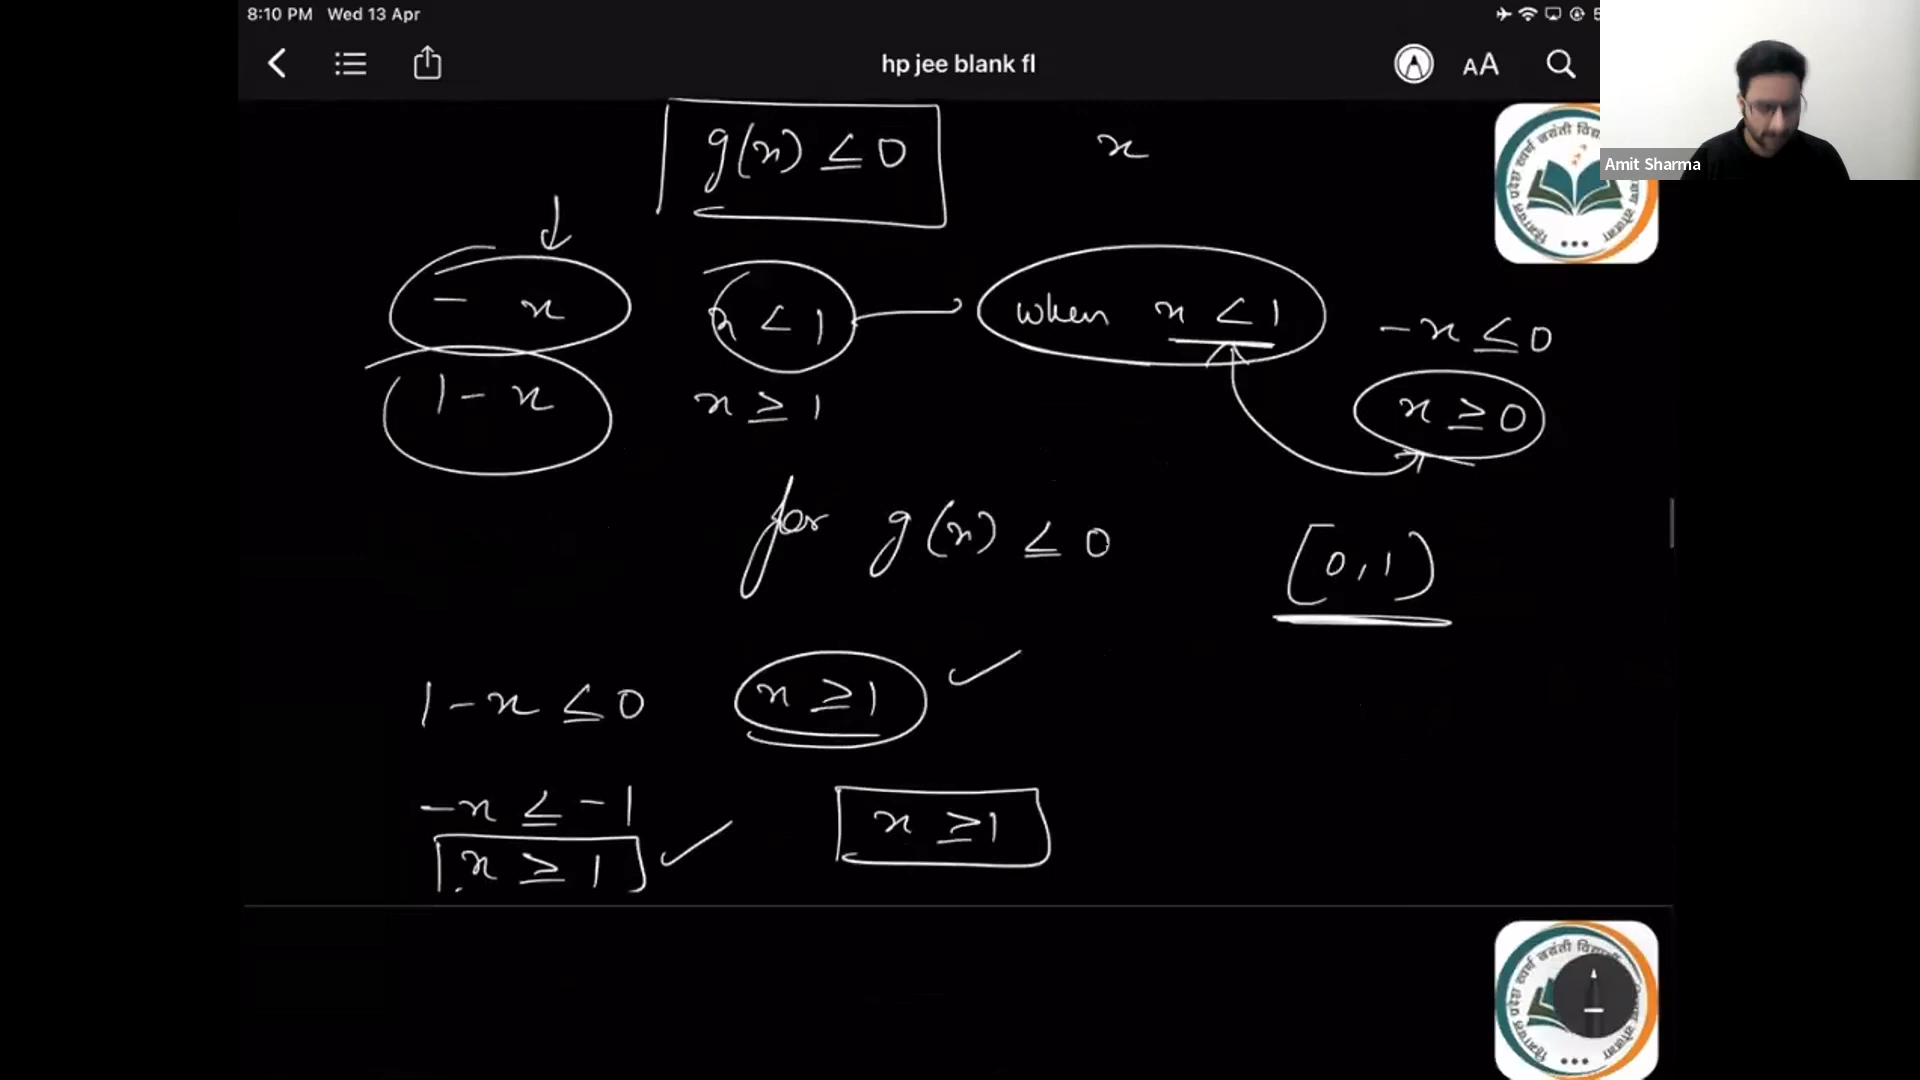 8:10 PM Wed 13 Apr
hp jee blank fl
AA
Amit Sharma
g(x) ≤ 0 x
- x x < 1 when x < 1 -x ≤ 0
1 - x x ≥ 1 x ≥ 0
for g(x) ≤ 0 [0,1)
1 - x ≤ 0 x ≥ 1 ✓
-x ≤ -1 x ≥ 1
x ≥ 1 ✓